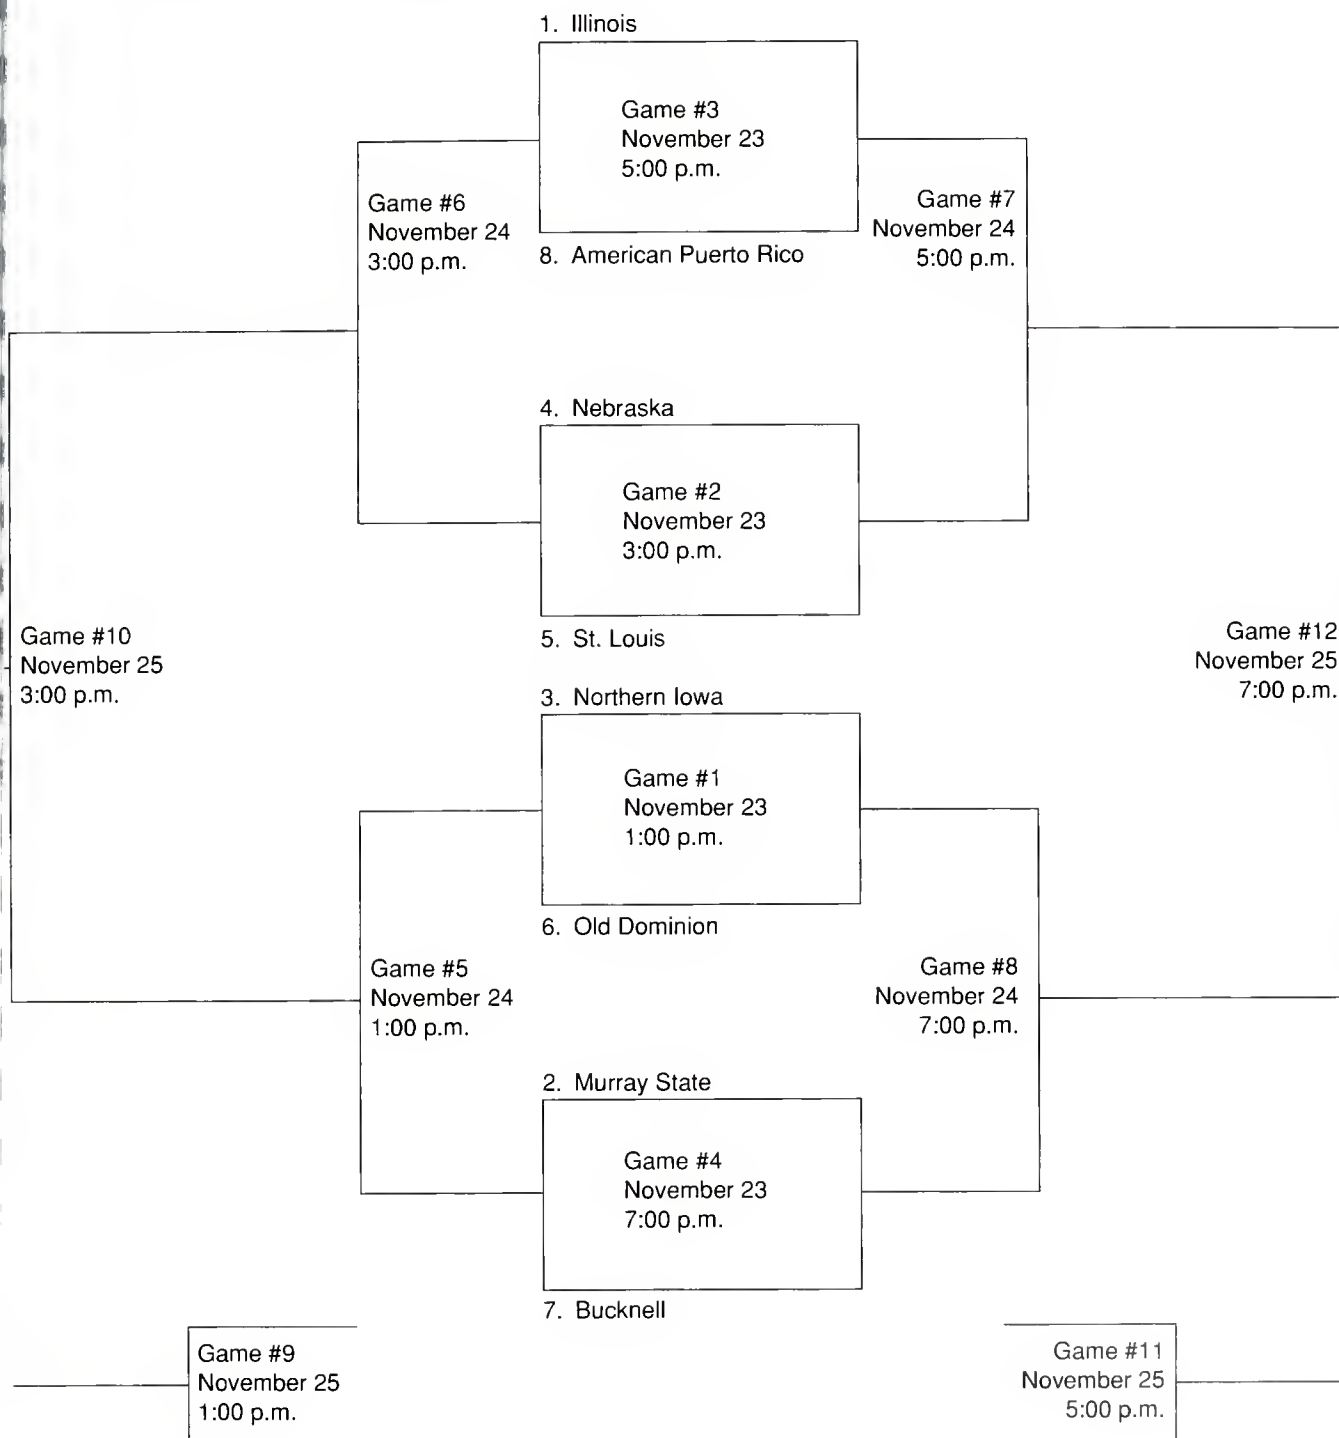 1. Illinois
Game #3
November 23
5:00 p.m.
8. American Puerto Rico
Game #6
November 24
3:00 p.m.
Game #7
November 24
5:00 p.m.
4. Nebraska
Game #2
November 23
3:00 p.m.
5. St. Louis
Game #10
November 25
3:00 p.m.
Game #12
November 25
7:00 p.m.
3. Northern Iowa
Game #1
November 23
1:00 p.m.
6. Old Dominion
Game #5
November 24
1:00 p.m.
Game #8
November 24
7:00 p.m.
2. Murray State
Game #4
November 23
7:00 p.m.
7. Bucknell
Game #9
November 25
1:00 p.m.
Game #11
November 25
5:00 p.m.